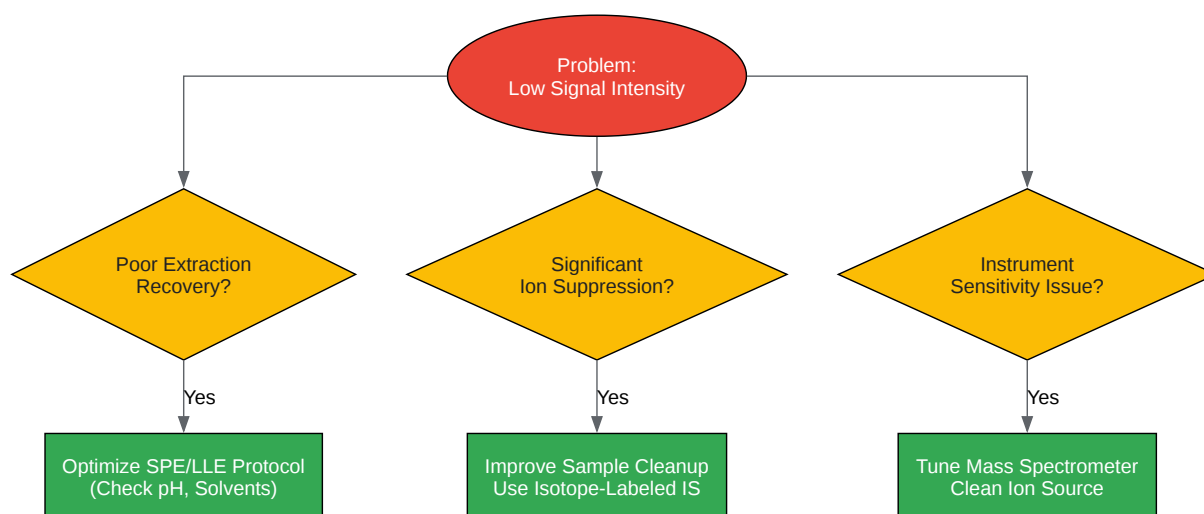 Problem:
Low Signal Intensity
Poor Extraction
Recovery?
Significant
Ion Suppression?
Instrument
Sensitivity Issue?
Yes
Yes
Yes
Optimize SPE/LLE Protocol
(Check pH, Solvents)
Improve Sample Cleanup
Use Isotope-Labeled IS
Tune Mass Spectrometer
Clean Ion Source